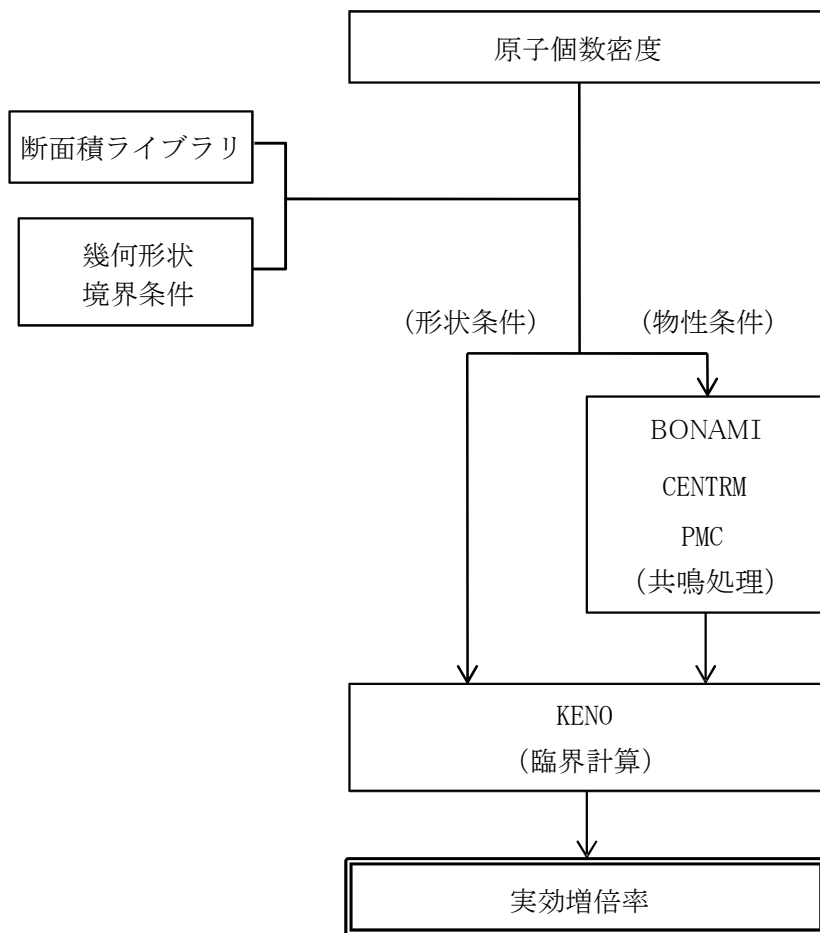 原子個数密度
断面積ライブラリ
幾何形状
境界条件
(形状条件)
(物性条件)
BONAMI
CENTRM
PMC
(共鳴処理)
KENO
(臨界計算)
実効増倍率